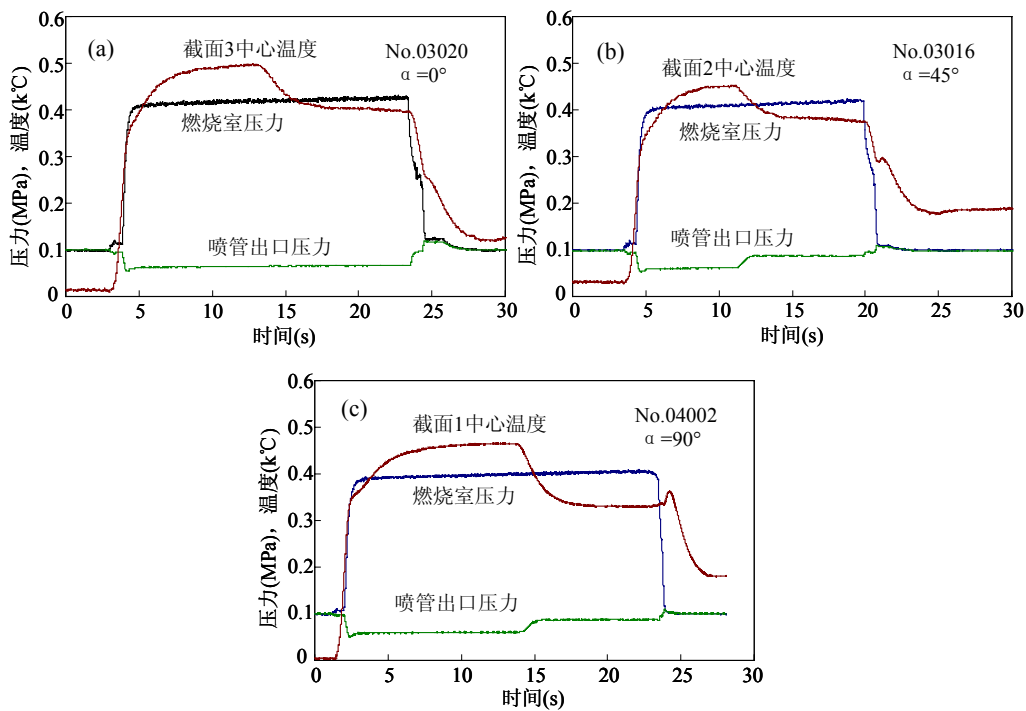 (a)
截面3中心温度
No.03020
α=0°
燃烧室压力
喷管出口压力
压力(MPa)，温度(k℃)
0.6
0.5
0.4
0.3
0.2
0.1
0
0 5 10 15 20 25 30
时间(s)
(b)
截面2中心温度
No.03016
α=45°
燃烧室压力
喷管出口压力
压力(MPa)，温度(k℃)
0.6
0.5
0.4
0.3
0.2
0.1
0
0 5 10 15 20 25 30
时间(s)
(c)
截面1中心温度
No.04002
α=90°
燃烧室压力
喷管出口压力
压力(MPa)，温度(k℃)
0.6
0.5
0.4
0.3
0.2
0.1
0
0 5 10 15 20 25 30
时间(s)